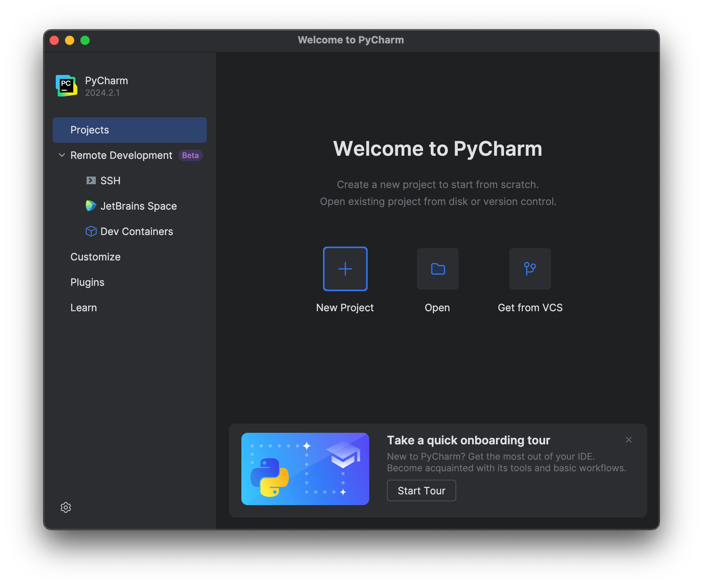 Welcome to PyCharm
PC
PyCharm
2024.2.1
Projects
Remote Development Beta
SSH
JetBrains Space
Dev Containers
Customize
Plugins
Learn
Welcome to PyCharm
Create a new project to start from scratch.
Open existing project from disk or version control.
New Project
Open
Get from VCS
Take a quick onboarding tour
New to PyCharm? Get the most out of your IDE.
Become acquainted with its tools and basic workflows.
Start Tour